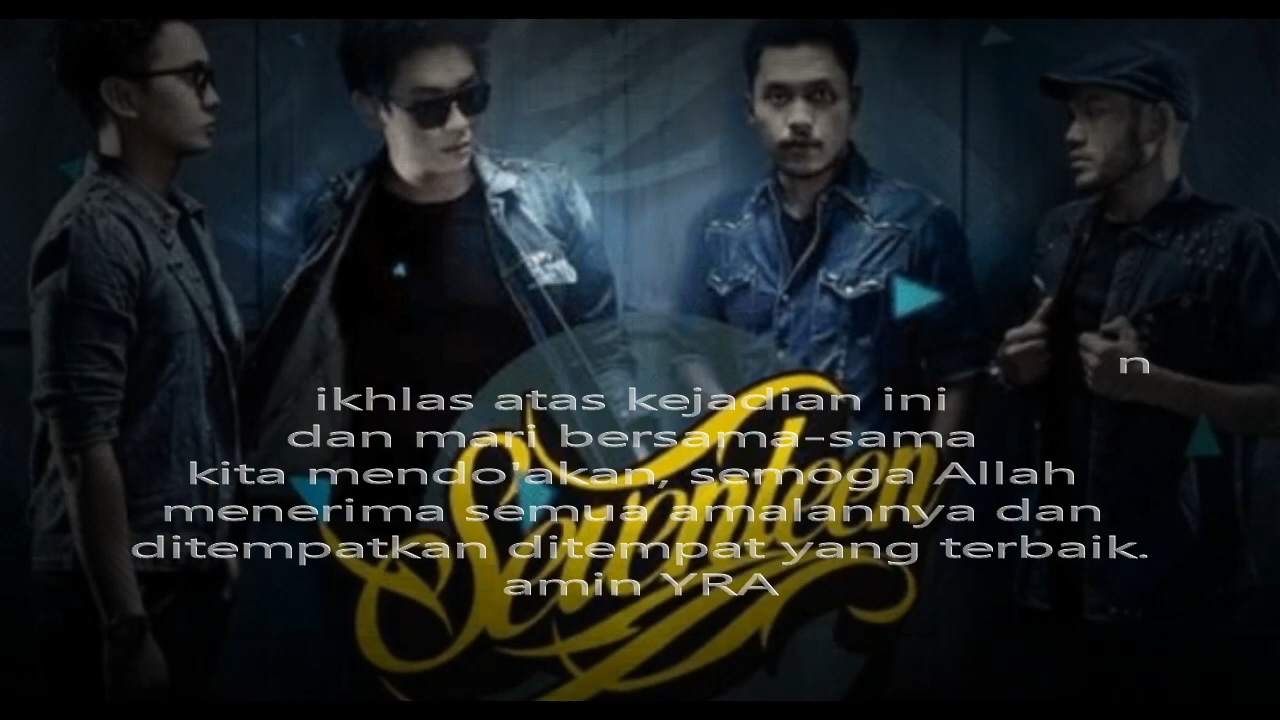 n
ikhlas atas kejadian ini
dan mari bersama-sama
kita mendo'akan, semoga Allah
menerima semua amalannya dan
ditempatkan ditempat yang terbaik.
amin YRA
Seventeen